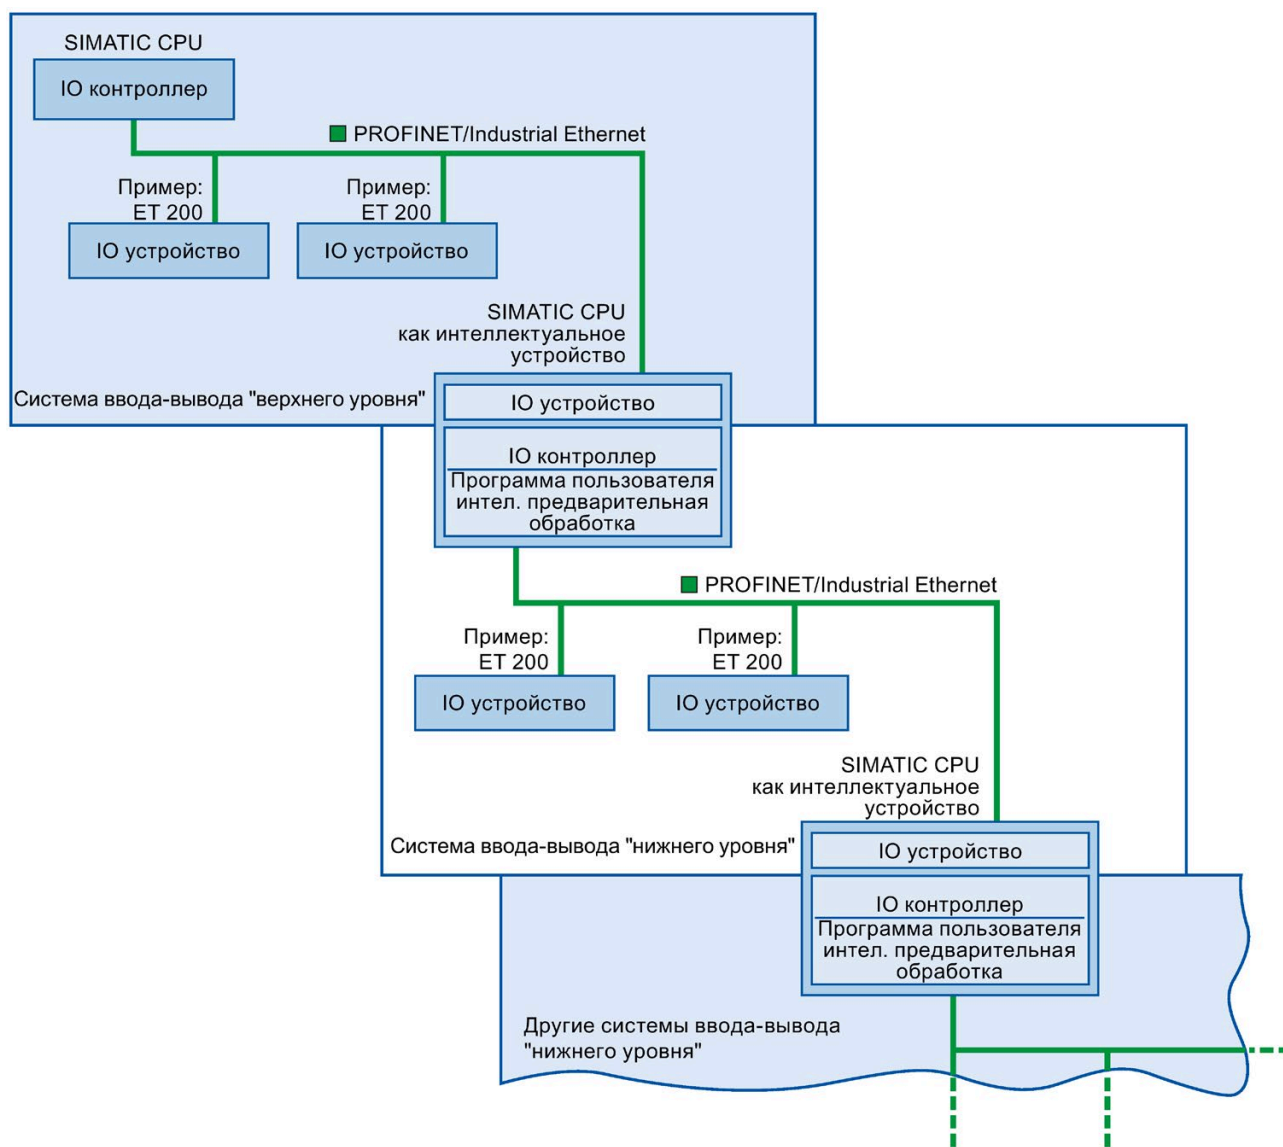 SIMATIC CPU
IO контроллер
PROFINET/Industrial Ethernet
Пример:
ET 200
Пример:
ET 200
IO устройство
IO устройство
SIMATIC CPU
как интеллектуальное
устройство
Система ввода-вывода "верхнего уровня"
IO устройство
IO контроллер
Программа пользователя
интел. предварительная
обработка
PROFINET/Industrial Ethernet
Пример:
ET 200
Пример:
ET 200
IO устройство
IO устройство
SIMATIC CPU
как интеллектуальное
устройство
Система ввода-вывода "нижнего уровня"
IO устройство
IO контроллер
Программа пользователя
интел. предварительная
обработка
Другие системы ввода-вывода
"нижнего уровня"